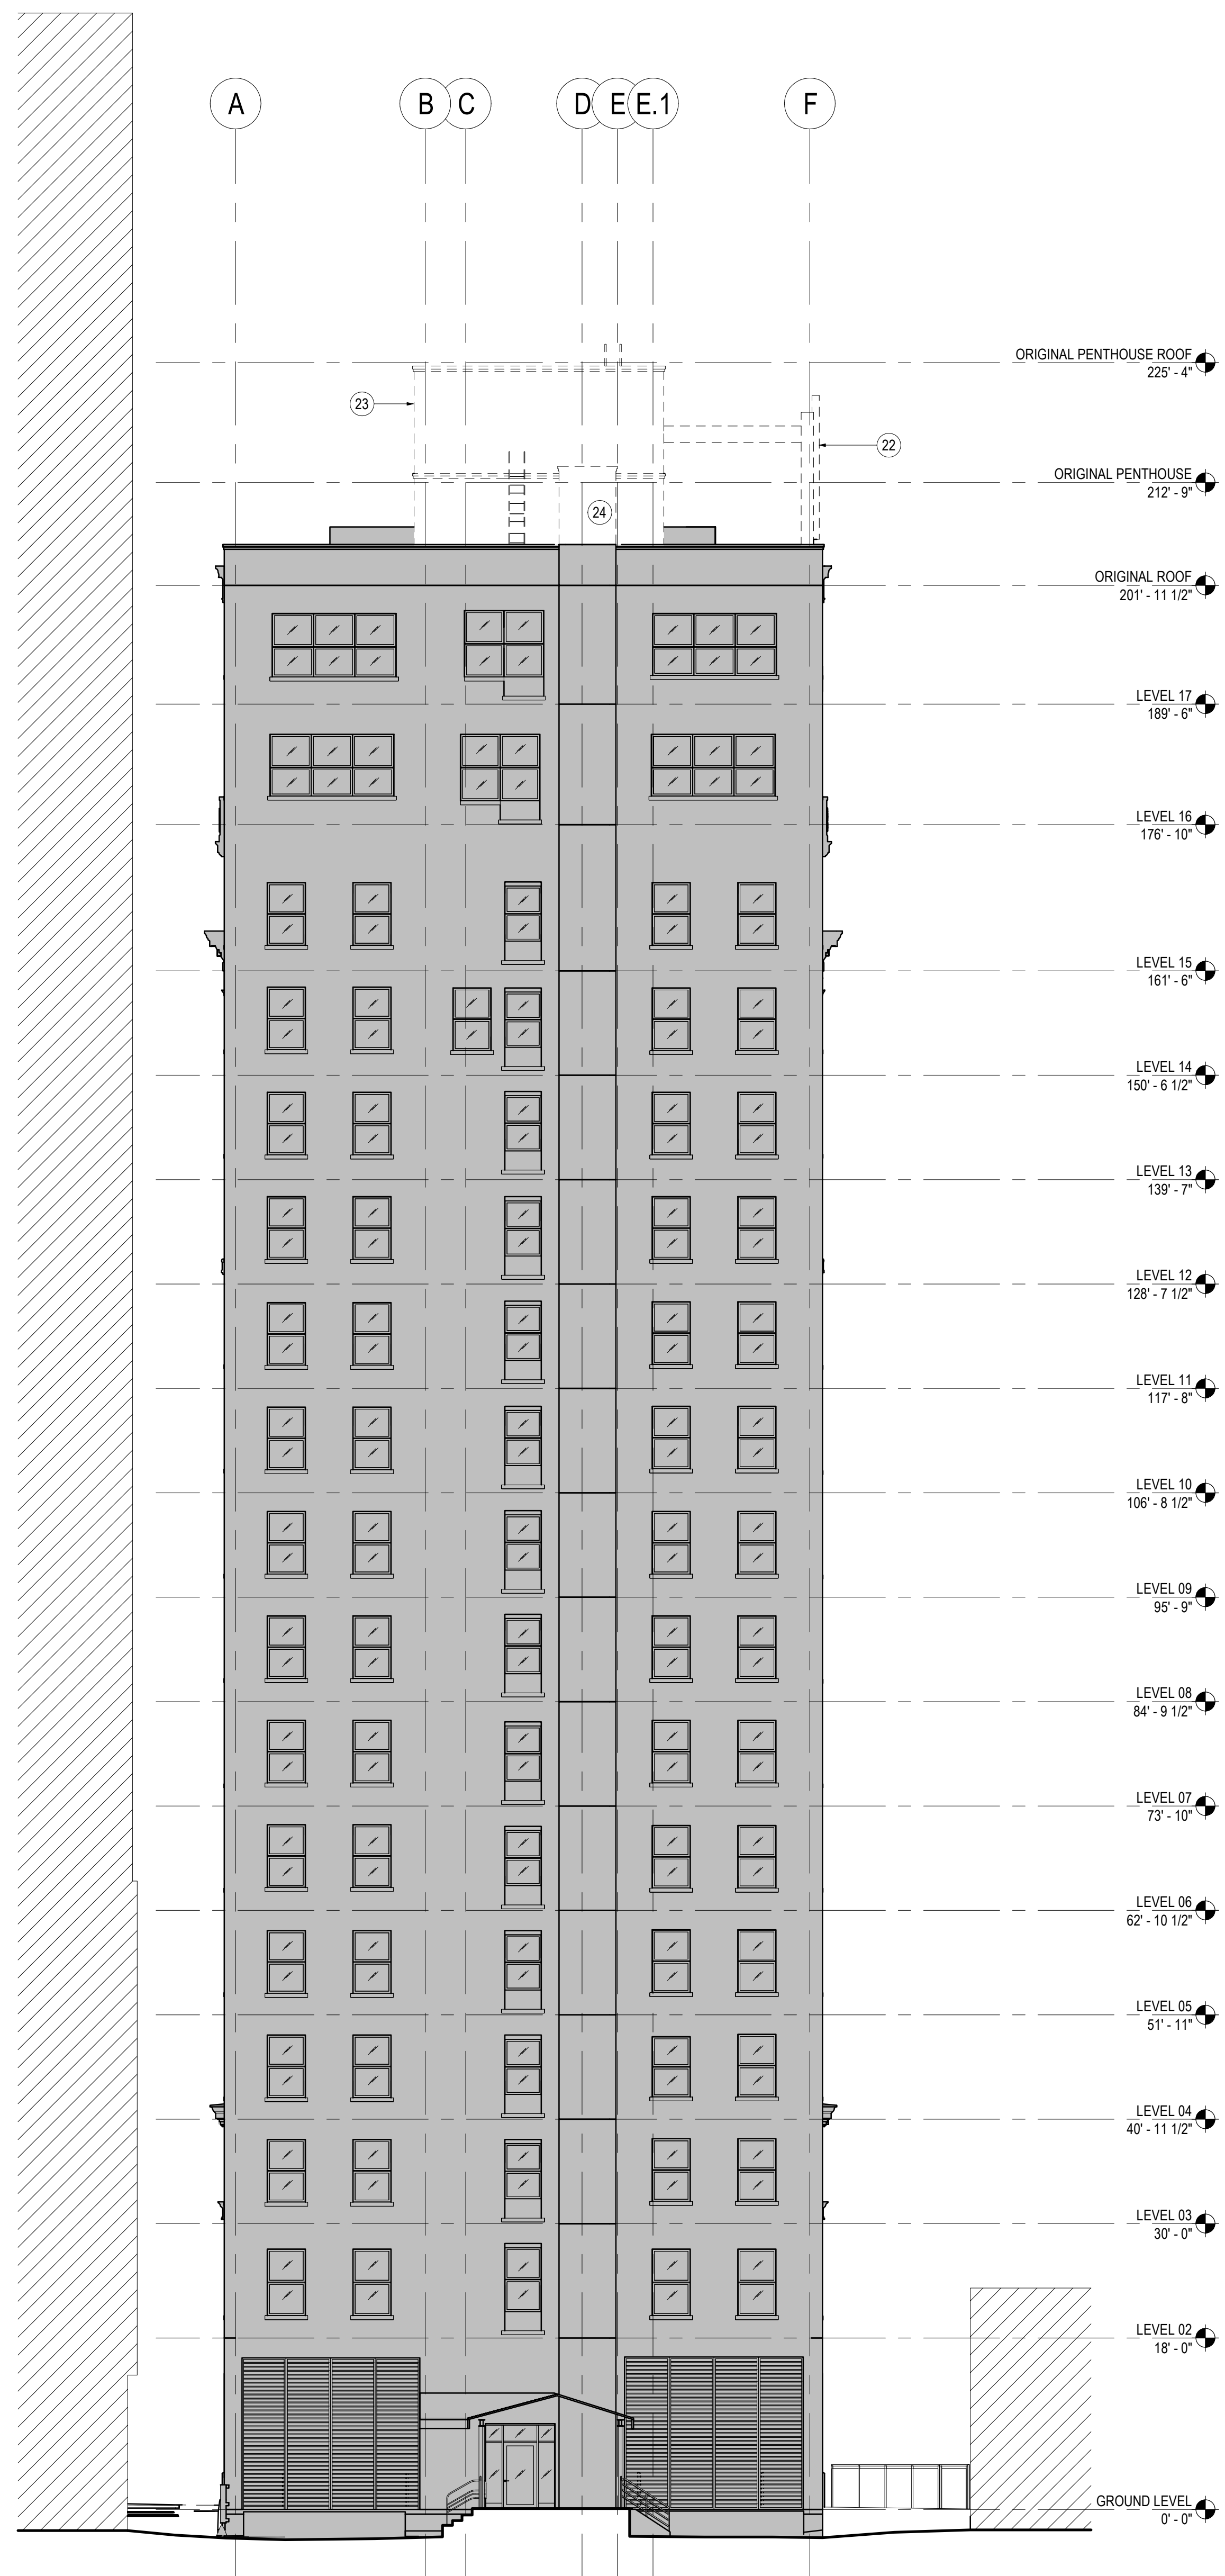 A B C D E E.1 F
ORIGINAL PENTHOUSE ROOF
225' - 4"
23
22
ORIGINAL PENTHOUSE
212' - 9"
24
ORIGINAL ROOF
201' - 11 1/2"
LEVEL 17
189' - 6"
LEVEL 16
176' - 10"
LEVEL 15
161' - 6"
LEVEL 14
150' - 6 1/2"
LEVEL 13
139' - 7"
LEVEL 12
128' - 7 1/2"
LEVEL 11
117' - 8"
LEVEL 10
106' - 8 1/2"
LEVEL 09
95' - 9"
LEVEL 08
84' - 9 1/2"
LEVEL 07
73' - 10"
LEVEL 06
62' - 10 1/2"
LEVEL 05
51' - 11"
LEVEL 04
40' - 11 1/2"
LEVEL 03
30' - 0"
LEVEL 02
18' - 0"
GROUND LEVEL
0' - 0"